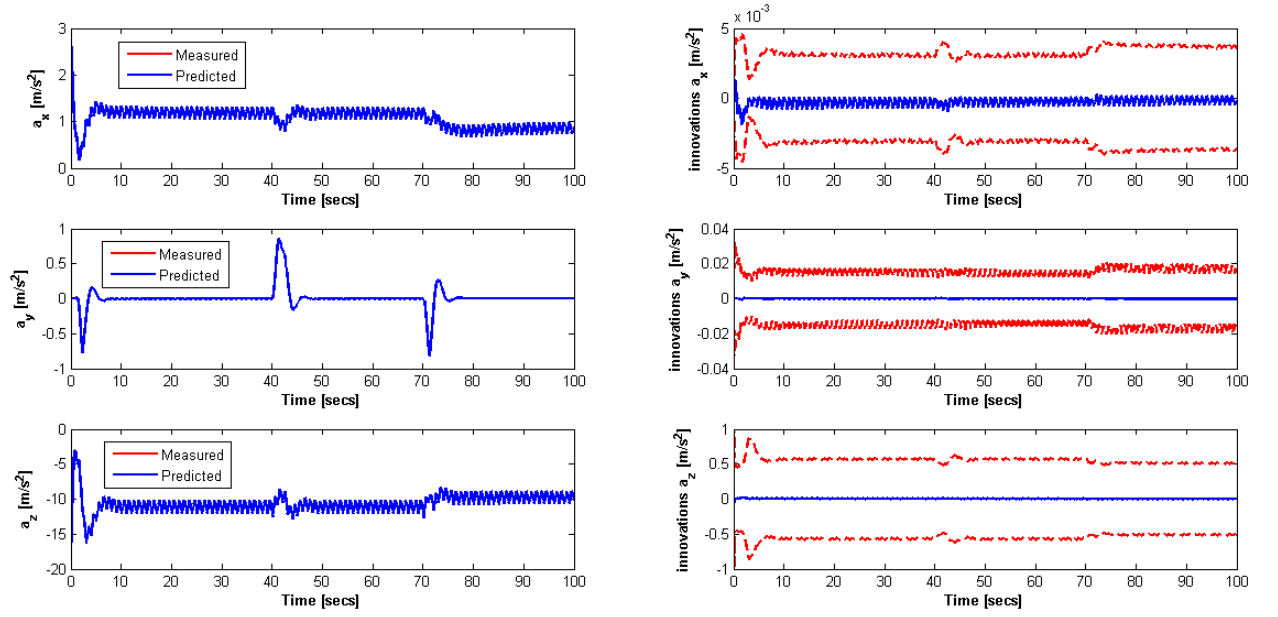 3
2
1
0
a_x [m/s²]
Measured
Predicted
0 10 20 30 40 50 60 70 80 90 100
Time [secs]
x 10⁻³
5
0
-5
innovations a_x [m/s²]
0 10 20 30 40 50 60 70 80 90 100
Time [secs]
1
0.5
0
-0.5
-1
a_y [m/s²]
Measured
Predicted
0 10 20 30 40 50 60 70 80 90 100
Time [secs]
0.04
0.02
0
-0.02
-0.04
innovations a_y [m/s²]
0 10 20 30 40 50 60 70 80 90 100
Time [secs]
0
-5
-10
-15
-20
a_z [m/s²]
Measured
Predicted
0 10 20 30 40 50 60 70 80 90 100
Time [secs]
1
0.5
0
-0.5
-1
innovations a_z [m/s²]
0 10 20 30 40 50 60 70 80 90 100
Time [secs]